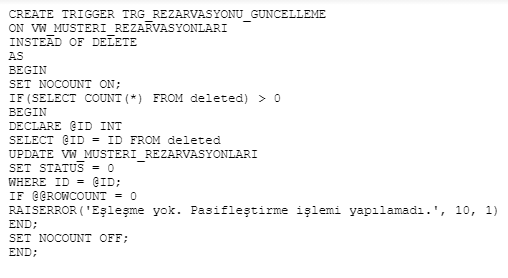 CREATE TRIGGER TRG_REZARVASYONU_GUNCELLEME
ON VW_MUSTERI_REZARVASYONLARI
INSTEAD OF DELETE
AS
BEGIN
SET NOCOUNT ON;
IF(SELECT COUNT(*) FROM deleted) > 0
BEGIN
DECLARE @ID INT
SELECT @ID = ID FROM deleted
UPDATE VW_MUSTERI_REZARVASYONLARI
SET STATUS = 0
WHERE ID = @ID;
IF @@ROWCOUNT = 0
RAISERROR('Eşleşme yok. Pasifleştirme işlemi yapılamadı.', 10, 1)
END;
SET NOCOUNT OFF;
END;